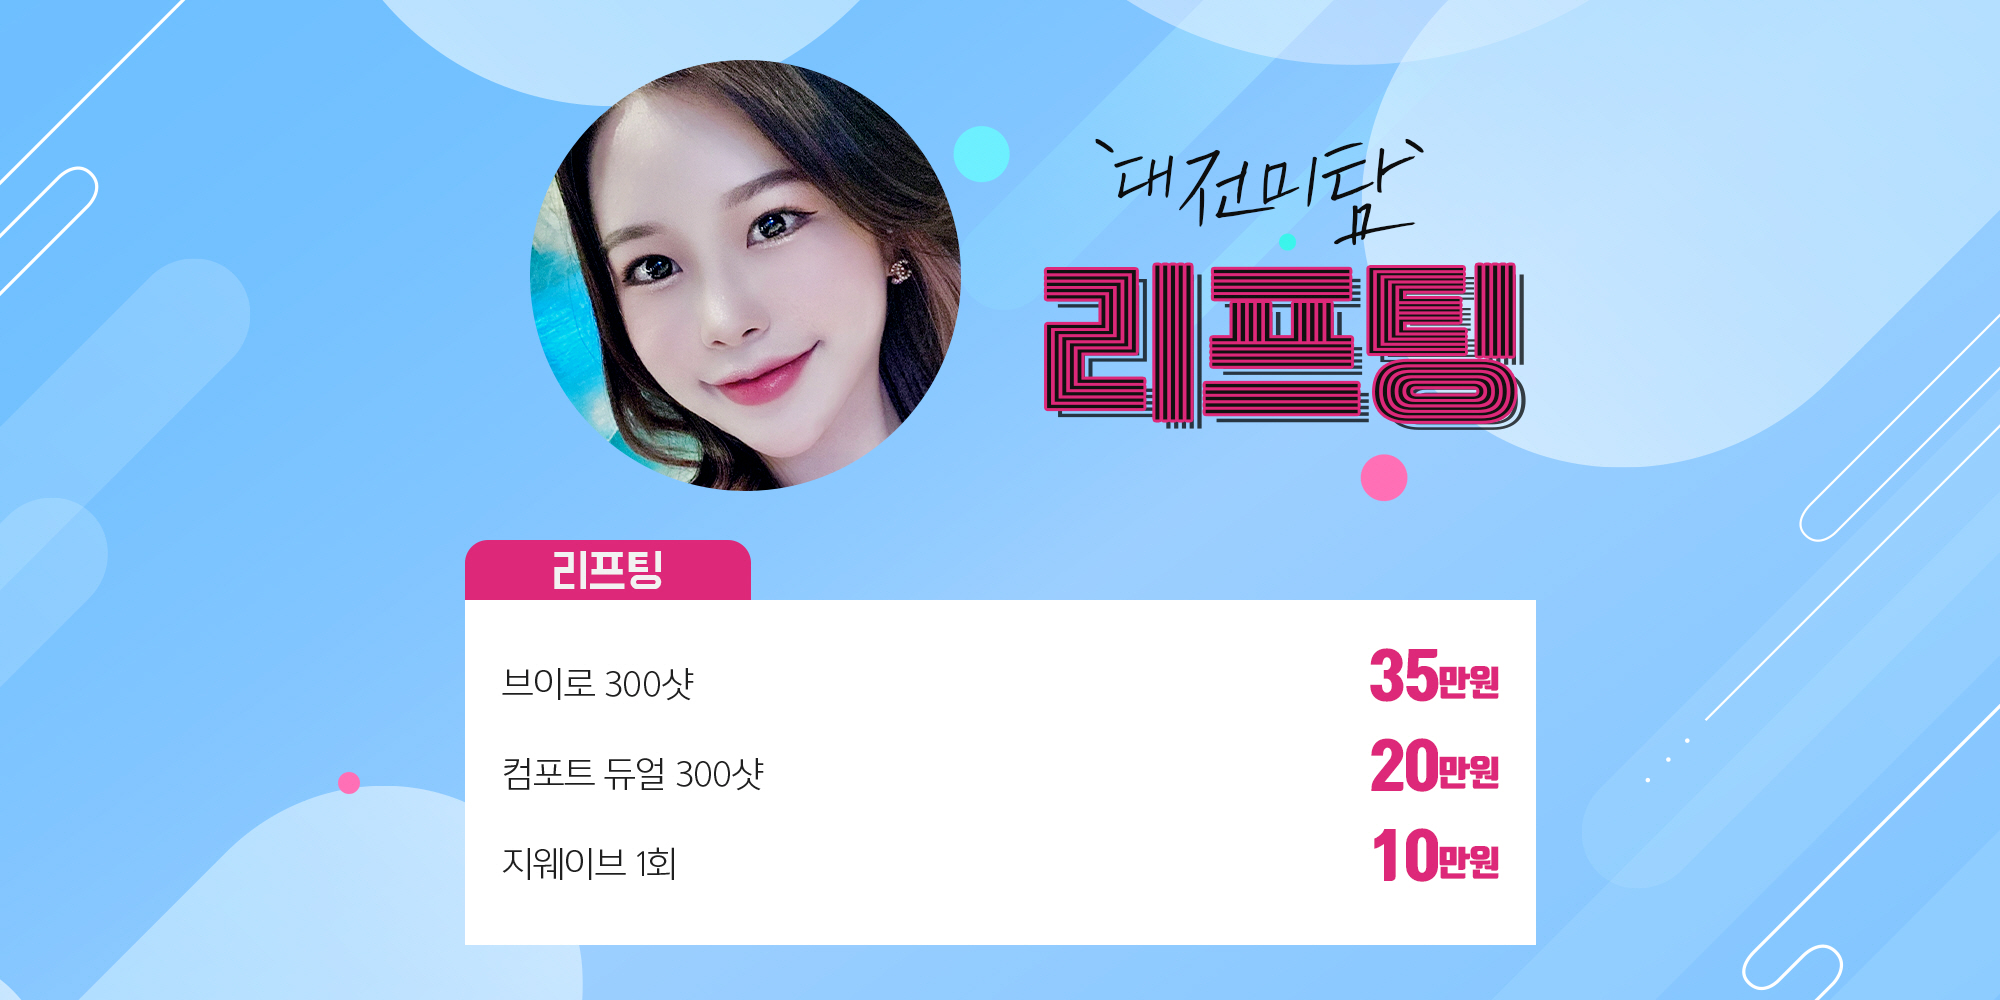 `대전미탐`
리프팅
리프팅
브이로 300샷 35만원
컴포트 듀얼 300샷 20만원
지웨이브 1회 10만원